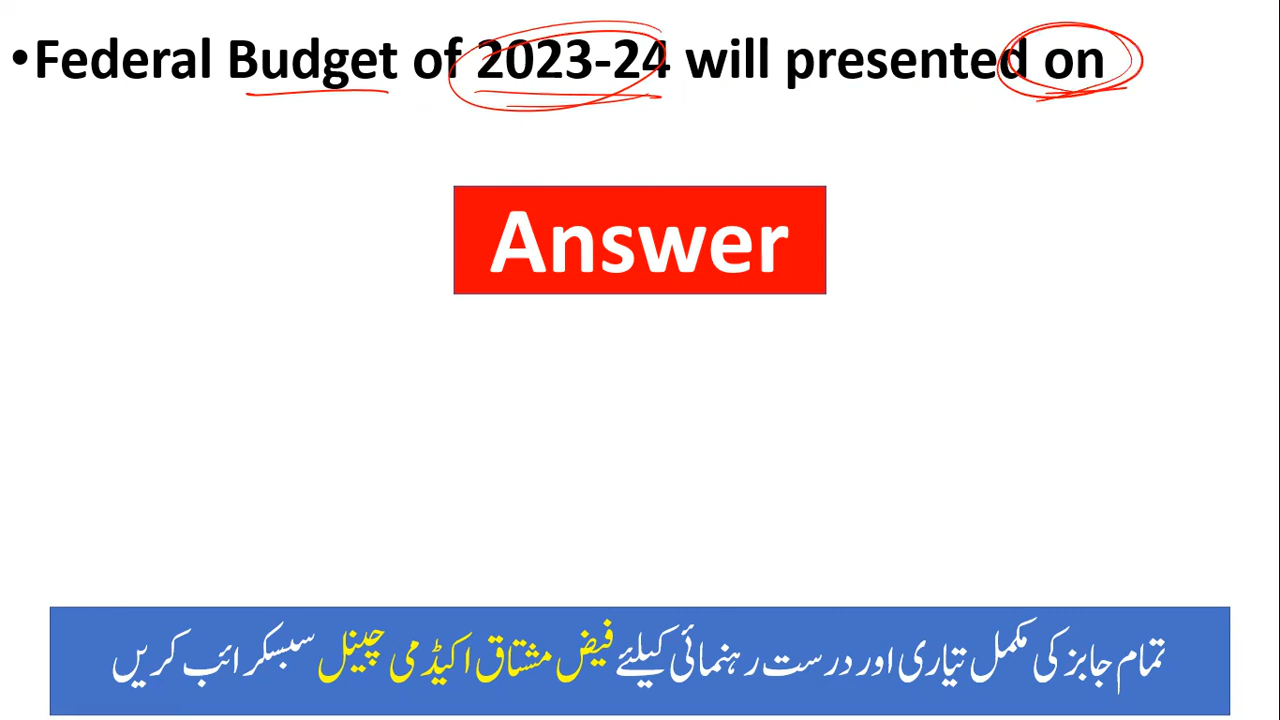 •Federal Budget of 2023-24 will presented on
Answer
تمام جابز کی مکمل تیاری اور درست رہنمائی کیلئے فیض مشتاق اکیڈمی چینل سبسکرائب کریں